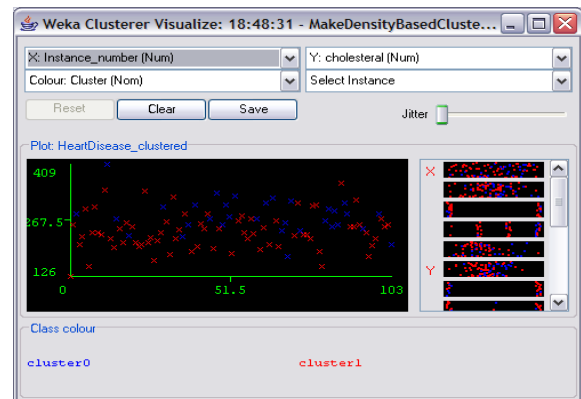 Weka Clusterer Visualize: 18:48:31 - MakeDensityBasedCluste...
X: Instance_number (Num) Y: cholesteral (Num)
Colour: Cluster (Nom) Select Instance
Reset Clear Save Jitter
Plot: HeartDisease_clustered
409
267.5
126
0 51.5 103
X
Y
Class colour
cluster0 cluster1